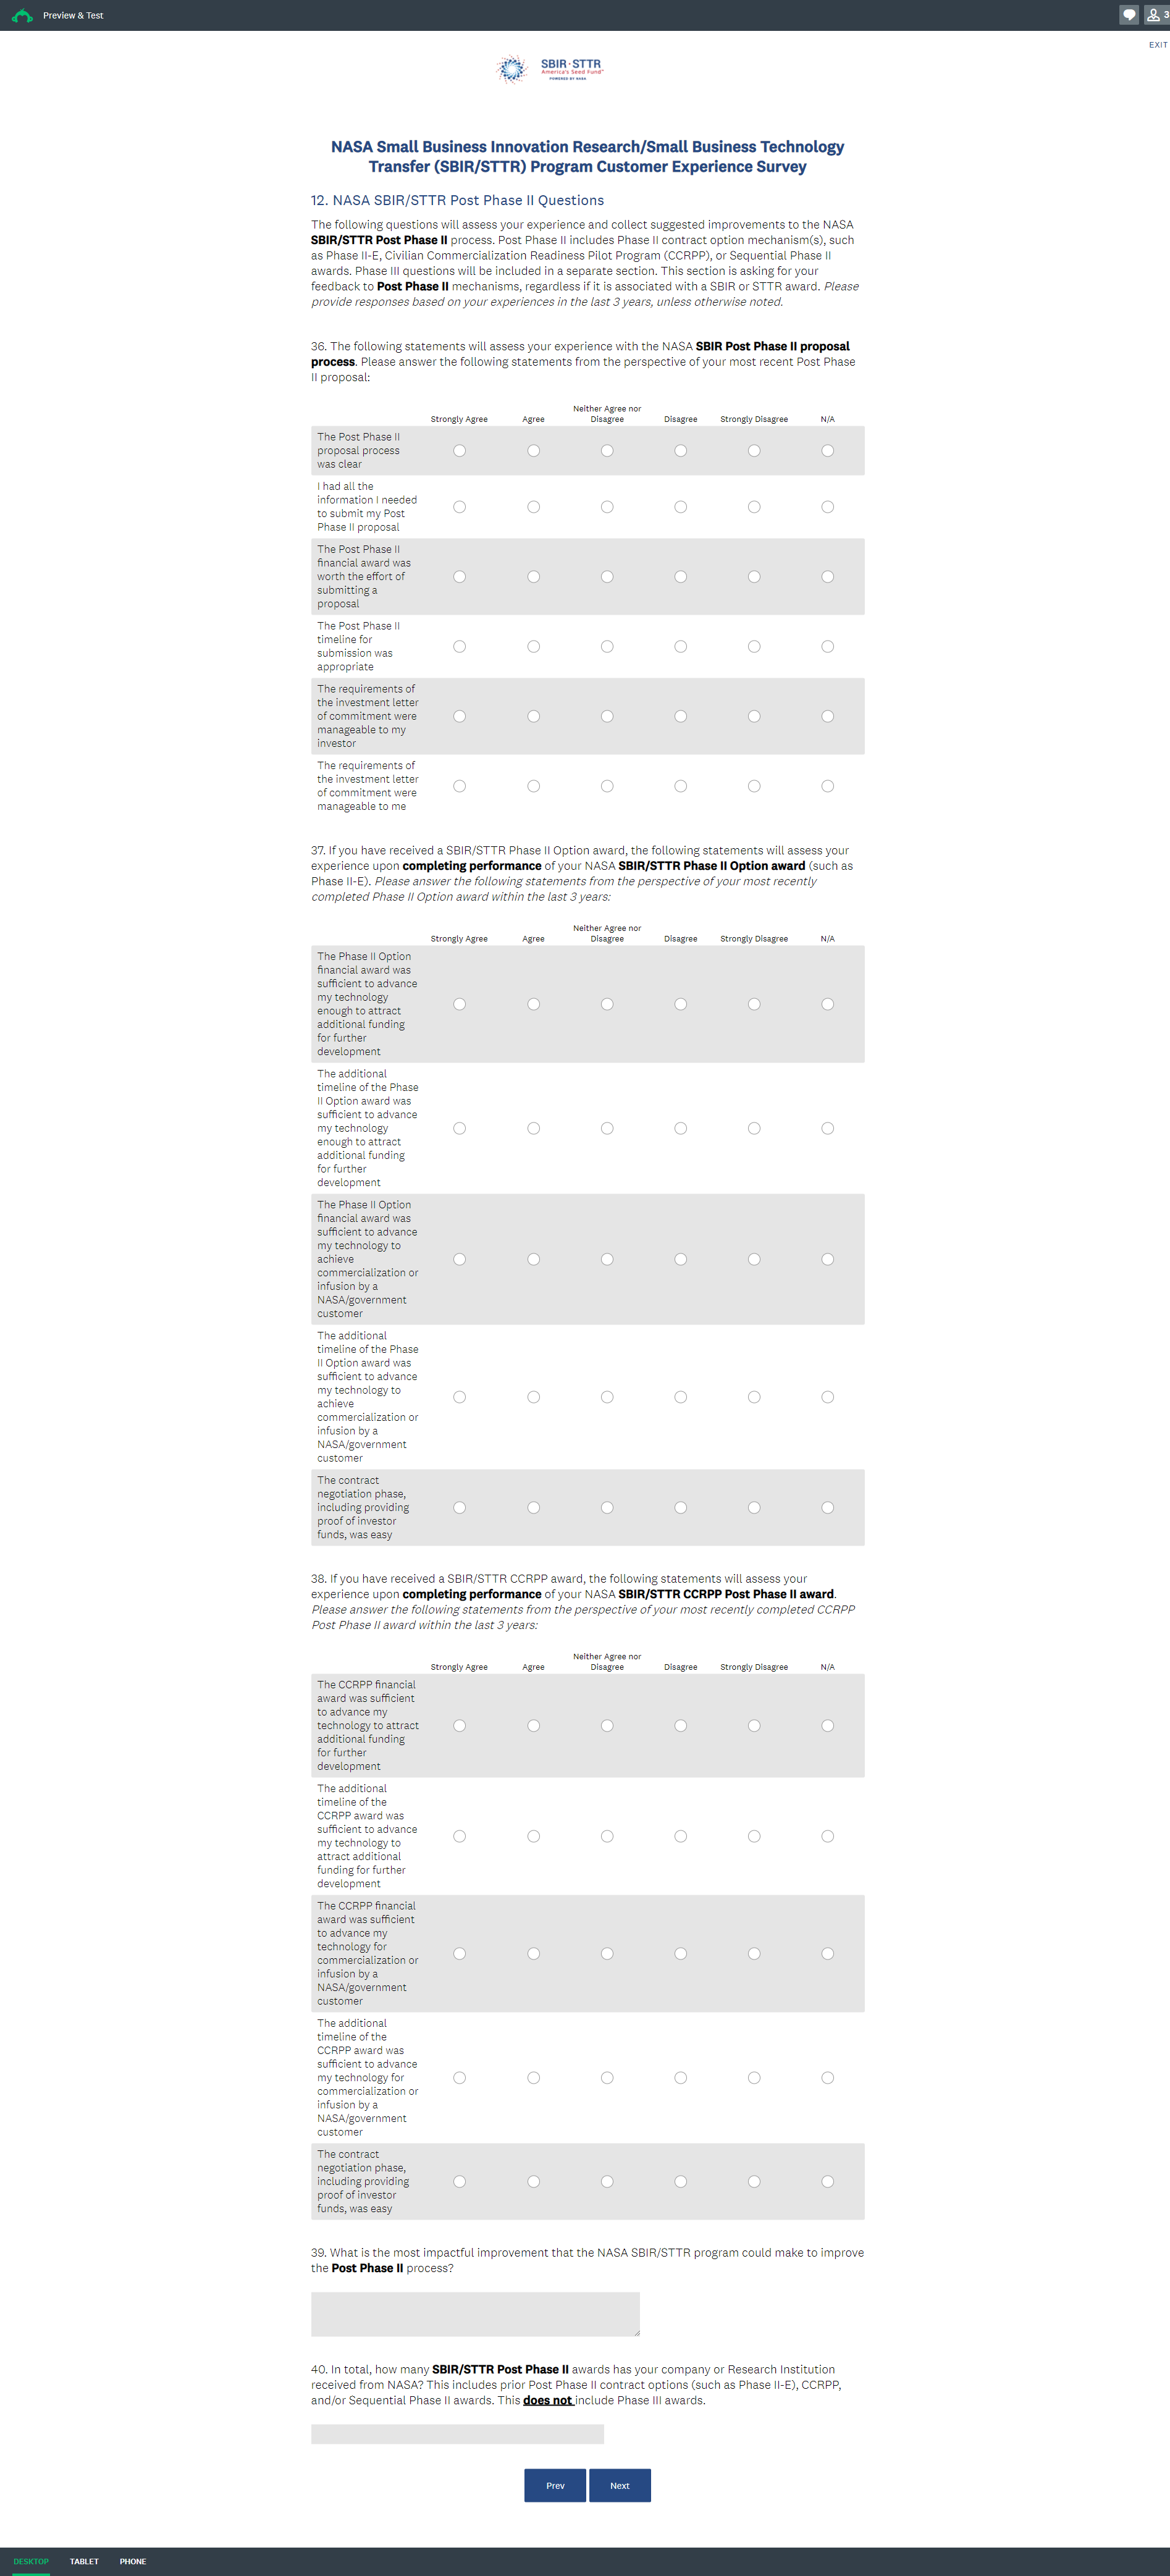 Preview & Test
3
EXIT
SBIR·STTR
America's Seed Fund™
POWERED BY NASA
NASA Small Business Innovation Research/Small Business Technology
Transfer (SBIR/STTR) Program Customer Experience Survey
12. NASA SBIR/STTR Post Phase II Questions
The following questions will assess your experience and collect suggested improvements to the NASA
SBIR/STTR Post Phase II process. Post Phase II includes Phase II contract option mechanism(s), such
as Phase II-E, Civilian Commercialization Readiness Pilot Program (CCRPP), or Sequential Phase II
awards. Phase III questions will be included in a separate section. This section is asking for your
feedback to Post Phase II mechanisms, regardless if it is associated with a SBIR or STTR award. Please
provide responses based on your experiences in the last 3 years, unless otherwise noted.
36. The following statements will assess your experience with the NASA SBIR Post Phase II proposal
process. Please answer the following statements from the perspective of your most recent Post Phase
II proposal:
Neither Agree nor
Strongly Agree Agree Disagree Disagree Strongly Disagree N/A
The Post Phase II
proposal process
was clear
I had all the
information I needed
to submit my Post
Phase II proposal
The Post Phase II
financial award was
worth the effort of
submitting a
proposal
The Post Phase II
timeline for
submission was
appropriate
The requirements of
the investment letter
of commitment were
manageable to my
investor
The requirements of
the investment letter
of commitment were
manageable to me
37. If you have received a SBIR/STTR Phase II Option award, the following statements will assess your
experience upon completing performance of your NASA SBIR/STTR Phase II Option award (such as
Phase II-E). Please answer the following statements from the perspective of your most recently
completed Phase II Option award within the last 3 years:
Neither Agree nor
Strongly Agree Agree Disagree Disagree Strongly Disagree N/A
The Phase II Option
financial award was
sufficient to advance
my technology
enough to attract
additional funding
for further
development
The additional
timeline of the Phase
II Option award was
sufficient to advance
my technology
enough to attract
additional funding
for further
development
The Phase II Option
financial award was
sufficient to advance
my technology to
achieve
commercialization or
infusion by a
NASA/government
customer
The additional
timeline of the Phase
II Option award was
sufficient to advance
my technology to
achieve
commercialization or
infusion by a
NASA/government
customer
The contract
negotiation phase,
including providing
proof of investor
funds, was easy
38. If you have received a SBIR/STTR CCRPP award, the following statements will assess your
experience upon completing performance of your NASA SBIR/STTR CCRPP Post Phase II award.
Please answer the following statements from the perspective of your most recently completed CCRPP
Post Phase II award within the last 3 years:
Neither Agree nor
Strongly Agree Agree Disagree Disagree Strongly Disagree N/A
The CCRPP financial
award was sufficient
to advance my
technology to attract
additional funding
for further
development
The additional
timeline of the
CCRPP award was
sufficient to advance
my technology to
attract additional
funding for further
development
The CCRPP financial
award was sufficient
to advance my
technology for
commercialization or
infusion by a
NASA/government
customer
The additional
timeline of the
CCRPP award was
sufficient to advance
my technology for
commercialization or
infusion by a
NASA/government
customer
The contract
negotiation phase,
including providing
proof of investor
funds, was easy
39. What is the most impactful improvement that the NASA SBIR/STTR program could make to improve
the Post Phase II process?
40. In total, how many SBIR/STTR Post Phase II awards has your company or Research Institution
received from NASA? This includes prior Post Phase II contract options (such as Phase II-E), CCRPP,
and/or Sequential Phase II awards. This does not include Phase III awards.
Prev Next
DESKTOP TABLET PHONE